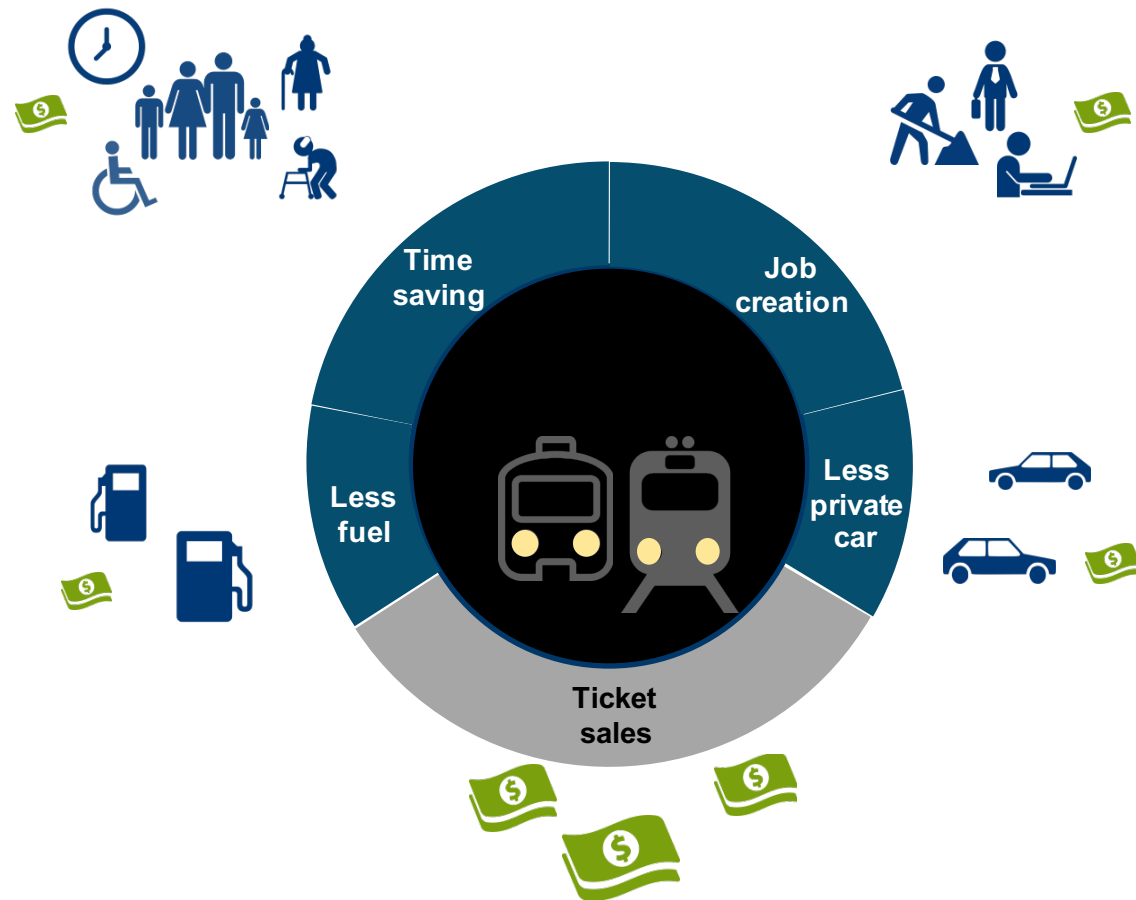 Time
saving
Job
creation
Less
fuel
Less
private
car
Ticket
sales
$
$
$
$
$
$
$